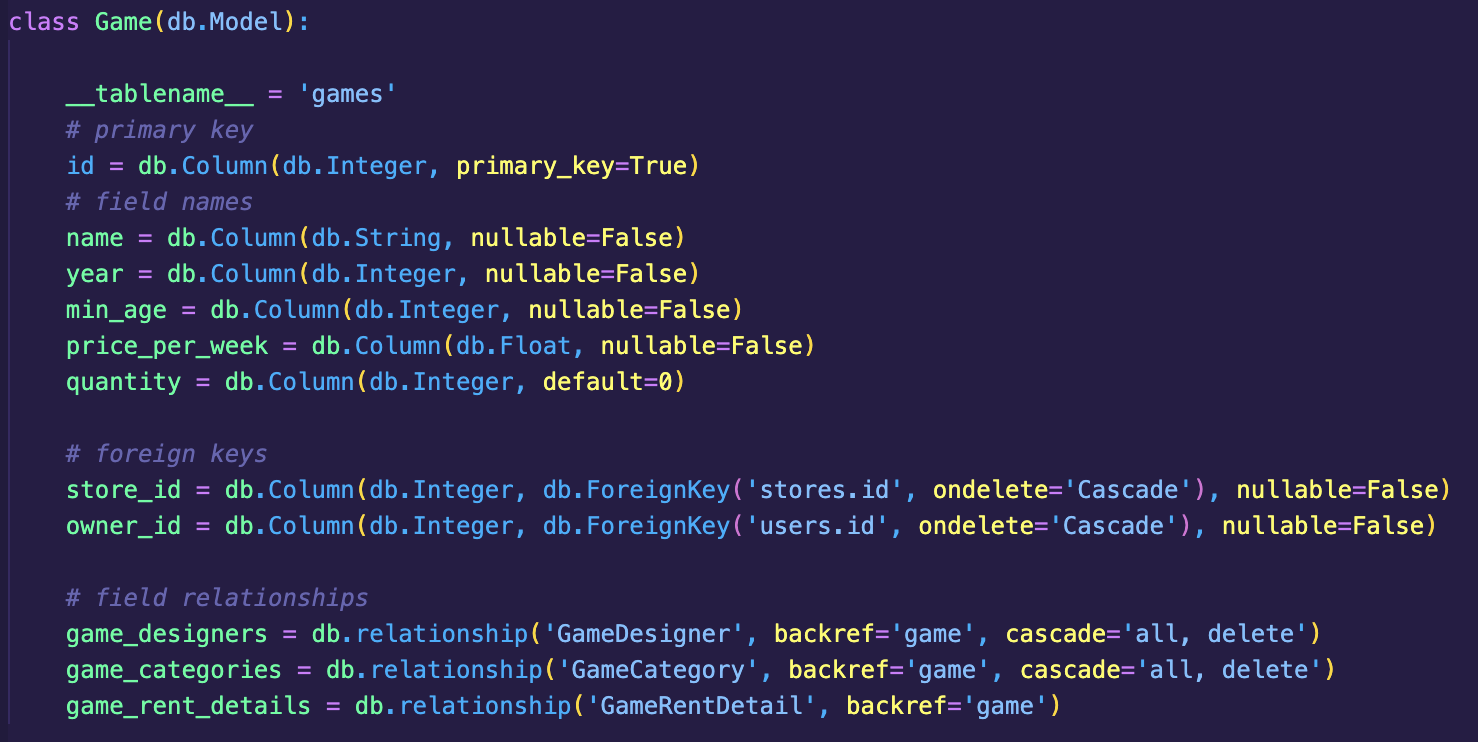 class Game(db.Model):
__tablename__ = 'games'
# primary key
id = db.Column(db.Integer, primary_key=True)
# field names
name = db.Column(db.String, nullable=False)
year = db.Column(db.Integer, nullable=False)
min_age = db.Column(db.Integer, nullable=False)
price_per_week = db.Column(db.Float, nullable=False)
quantity = db.Column(db.Integer, default=0)
# foreign keys
store_id = db.Column(db.Integer, db.ForeignKey('stores.id', ondelete='Cascade'), nullable=False)
owner_id = db.Column(db.Integer, db.ForeignKey('users.id', ondelete='Cascade'), nullable=False)
# field relationships
game_designers = db.relationship('GameDesigner', backref='game', cascade='all, delete')
game_categories = db.relationship('GameCategory', backref='game', cascade='all, delete')
game_rent_details = db.relationship('GameRentDetail', backref='game')